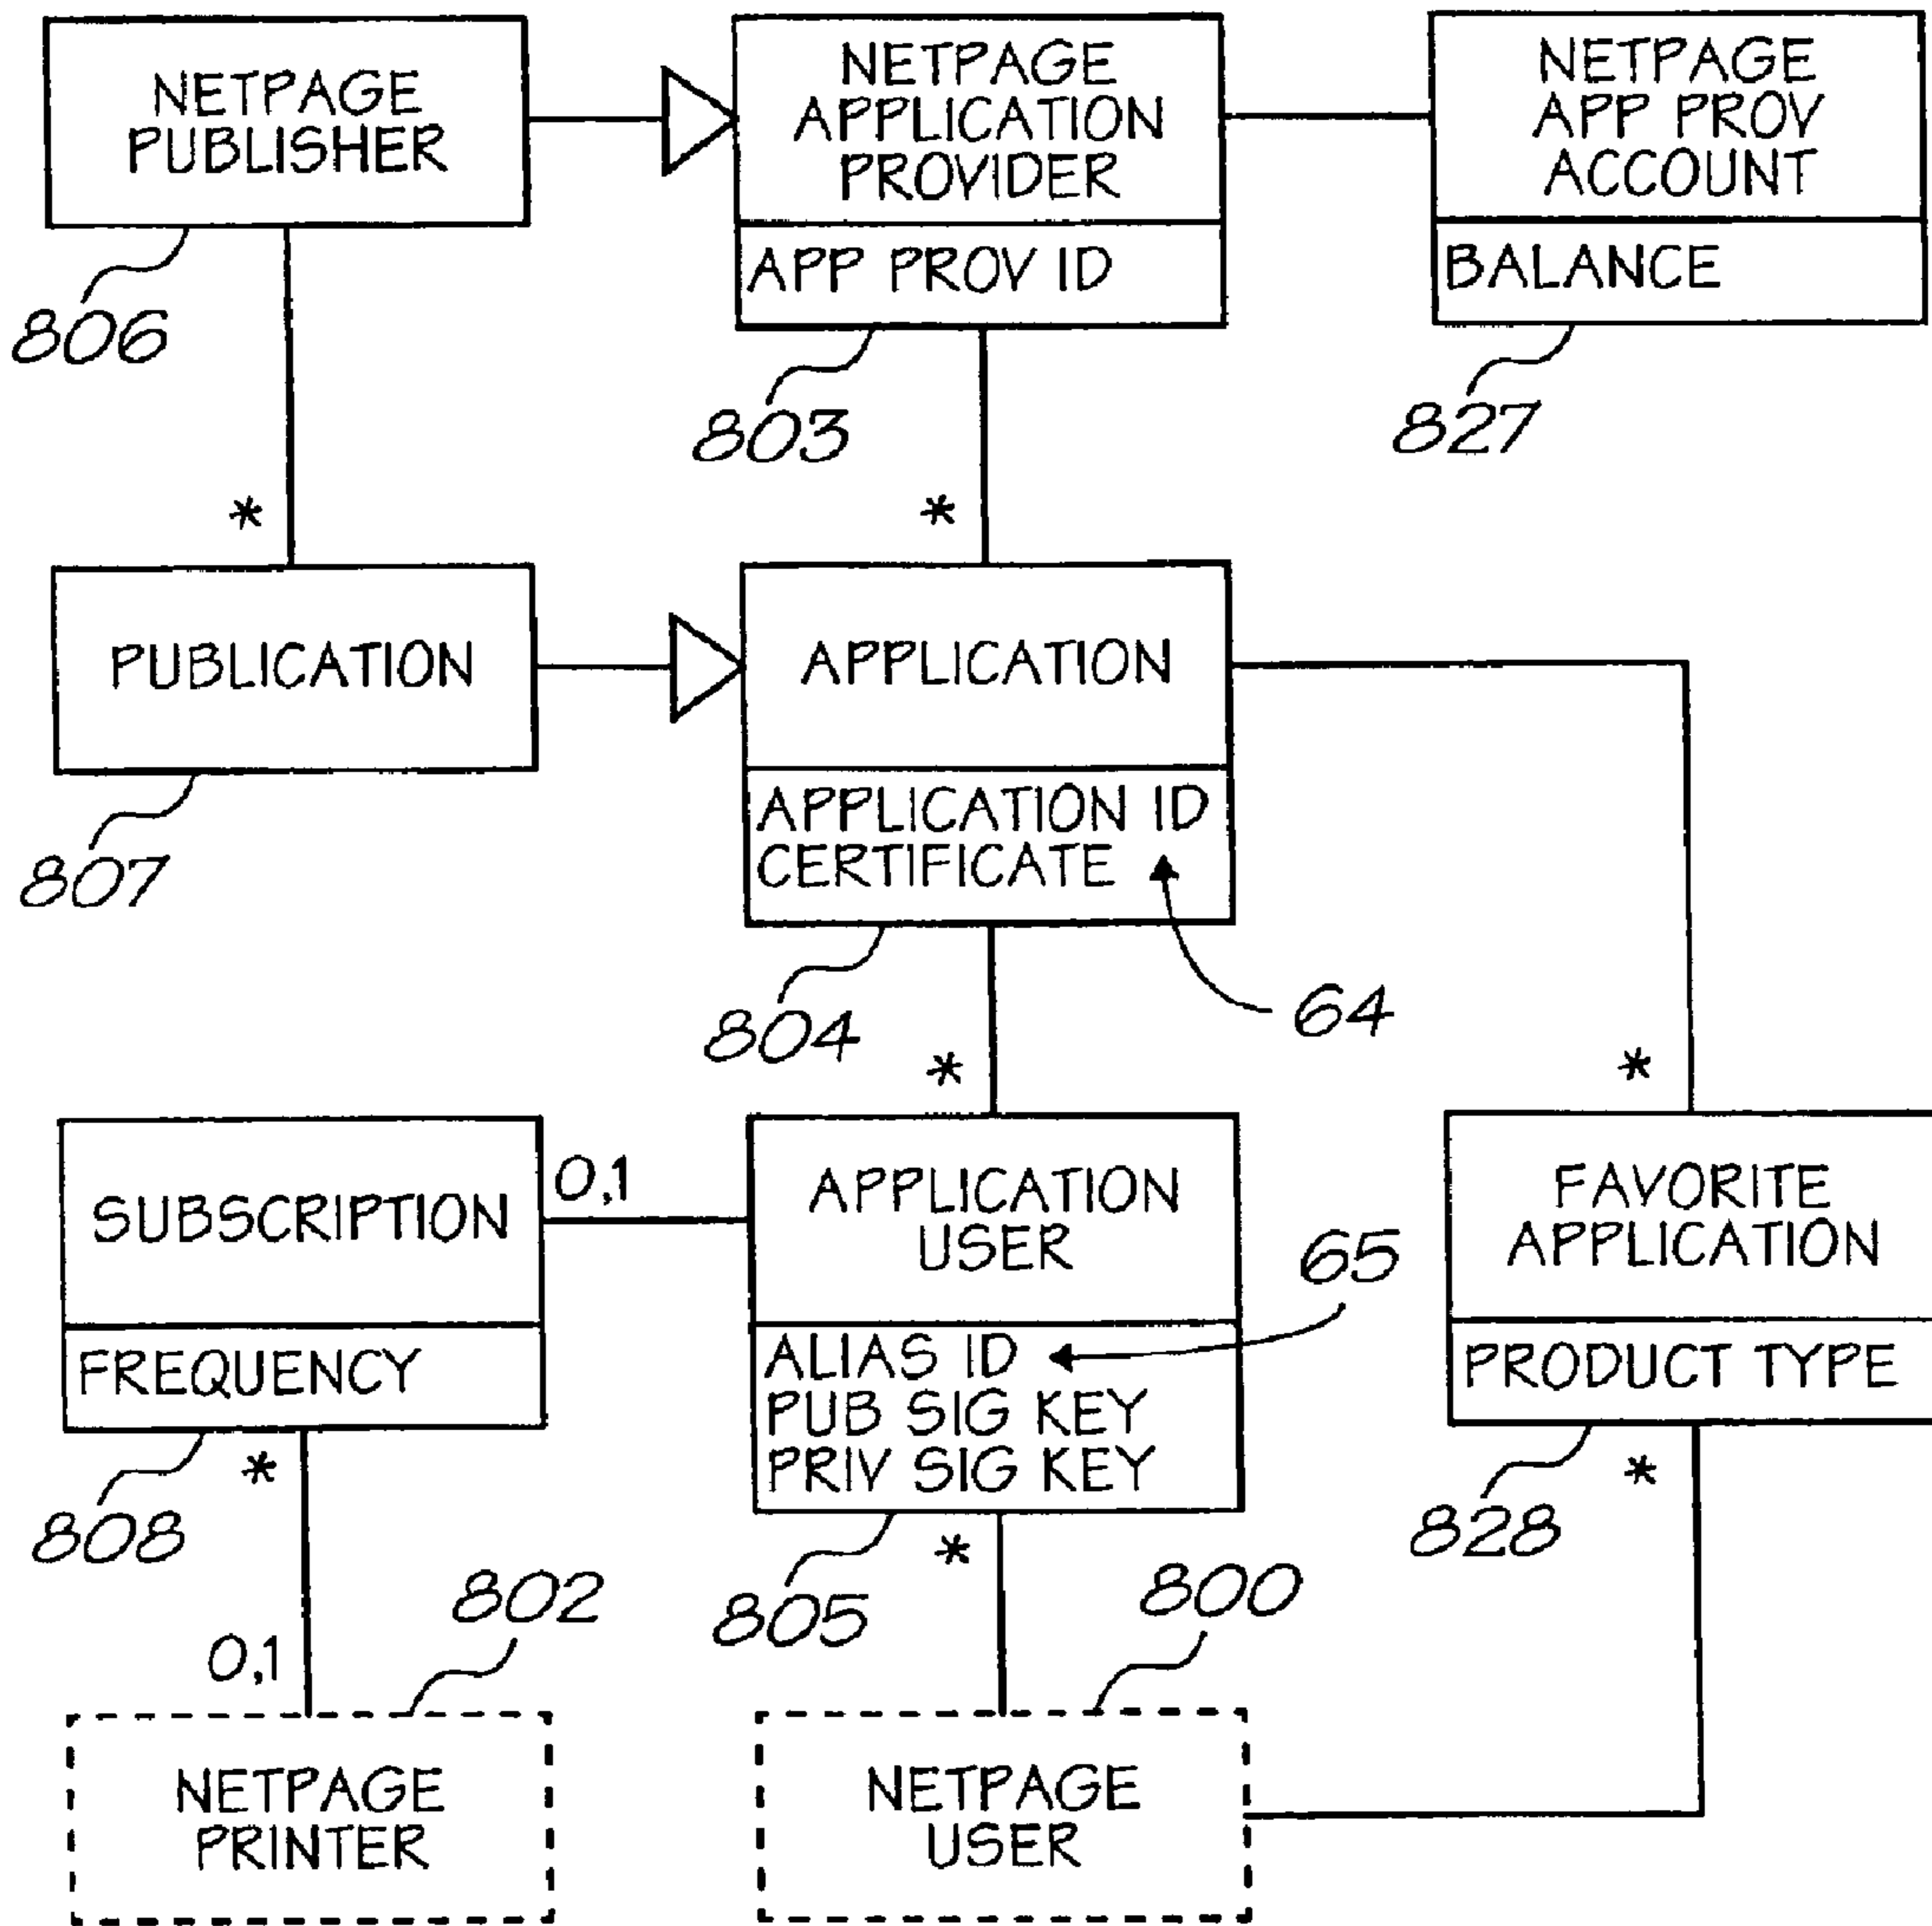 NETPAGE
PUBLISHER
NETPAGE
APPLICATION
PROVIDER
APP PROV ID
NETPAGE
APP PROV
ACCOUNT
BALANCE
806
803
827
*
*
PUBLICATION
APPLICATION
APPLICATION ID
CERTIFICATE
807
804
64
*
*
SUBSCRIPTION
FREQUENCY
0,1
APPLICATION
USER
ALIAS ID
PUB SIG KEY
PRIV SIG KEY
65
FAVORITE
APPLICATION
PRODUCT TYPE
808
*
805
*
828
*
802
800
0,1
NETPAGE
PRINTER
NETPAGE
USER